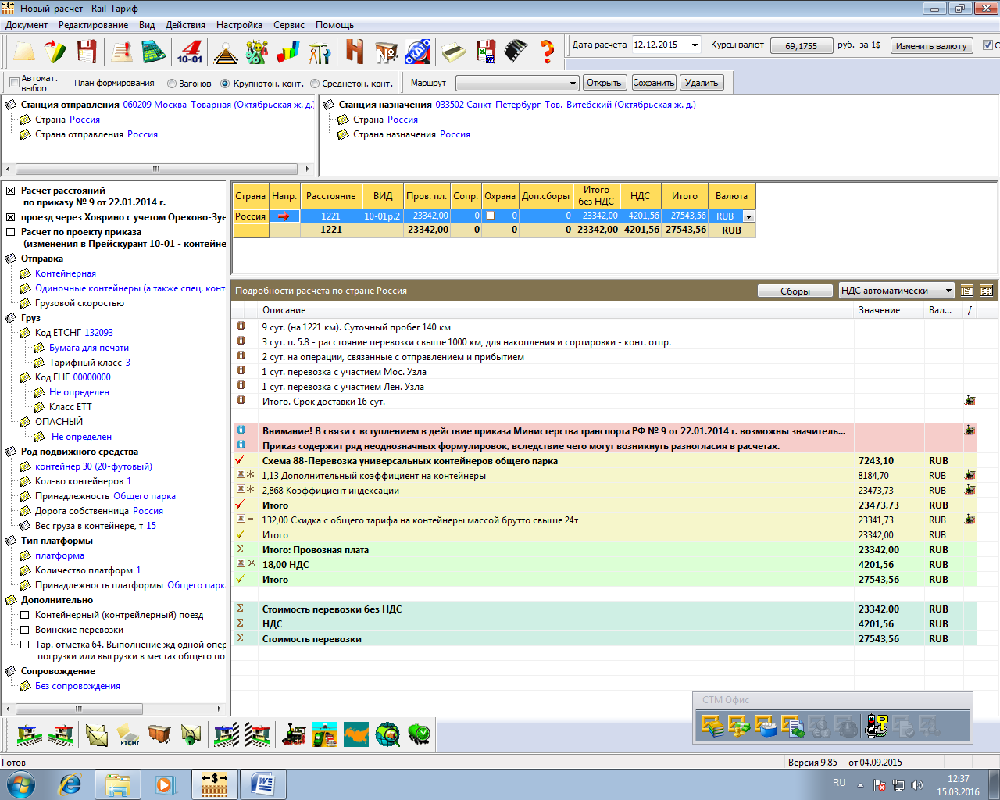 Новый_расчет - Rail-Тариф
Документ Редактирование Вид Действия Настройка Сервис Помощь
10-01
№
ОКАТО
Дата расчета 12.12.2015 Курсы валют 69,1755 руб. за 1$ Изменить валюту
Автомат. выбор
План формирования Вагонов Крупнотон. конт. Среднетон. конт. Маршрут Открыть Сохранить Удалить
Станция отправления 060209 Москва-Товарная (Октябрьская ж. д.)
Страна Россия
Страна отправления Россия
Станция назначения 033502 Санкт-Петербург-Тов.-Витебский (Октябрьская ж. д.)
Страна Россия
Страна назначения Россия
Расчет расстояний
по приказу № 9 от 22.01.2014 г.
проезд через Ховрино с учетом Орехово-Зуе
Расчет по проекту приказа
(изменения в Прейскурант 10-01 - контейне
Отправка
Контейнерная
Одиночные контейнеры (а также спец. конт
Грузовой скоростью
Груз
Код ЕТСНГ 132093
Бумага для печати
Тарифный класс 3
Код ГНГ 00000000
Не определен
Класс ЕТТ
ОПАСНЫЙ
Не определен
Род подвижного средства
контейнер 30 (20-футовый)
Кол-во контейнеров 1
Принадлежность Общего парка
Дорога собственница Россия
Вес груза в контейнере, т 15
Тип платформы
платформа
Количество платформ 1
Принадлежность платформы Общего парк
Дополнительно
Контейнерный (контрейлерный) поезд
Воинские перевозки
Тар. отметка 64. Выполнение жд одной опер
погрузки или выгрузки в местах общего по.
Сопровождение
Без сопровождения
Страна Напр. Расстояние ВИД Пров. пл. Сопр. Охрана Доп.сборы Итого без НДС НДС Итого Валюта
Россия 1221 10-01р.2 23342,00 0 0 0 23342,00 4201,56 27543,56 RUB
1221 23342,00 0 0 0 23342,00 4201,56 27543,56 RUB
Подробности расчета по стране Россия Сборы НДС автоматически
Описание Значение Вал... Д
9 сут. (на 1221 км). Суточный пробег 140 км
3 сут. п. 5.8 - расстояние перевозки свыше 1000 км, для накопления и сортировки - конт. отпр.
2 сут. на операции, связанные с отправлением и прибытием
1 сут. перевозка с участием Мос. Узла
1 сут. перевозка с участием Лен. Узла
Итого. Срок доставки 16 сут.
Внимание! В связи с вступлением в действие приказа Министерства транспорта РФ № 9 от 22.01.2014 г. возможны значитель...
Приказ содержит ряд неоднозначных формулировок, вследствие чего могут возникнуть разногласия в расчетах.
Схема 88-Перевозка универсальных контейнеров общего парка 7243,10 RUB
1,13 Дополнительный коэффициент на контейнеры 8184,70 RUB
2,868 Коэффициент индексации 23473,73 RUB
Итого 23473,73 RUB
132,00 Скидка с общего тарифа на контейнеры массой брутто свыше 24т 23341,73 RUB
Итого 23342,00 RUB
Итого: Провозная плата 23342,00 RUB
% 18,00 НДС 4201,56 RUB
Итого 27543,56 RUB
Стоимость перевозки без НДС 23342,00 RUB
НДС 4201,56 RUB
Стоимость перевозки 27543,56 RUB
СТМ Офис
ЕТСНГ
Готов Версия 9.85 от 04.09.2015
RU 12:37
15.03.2016